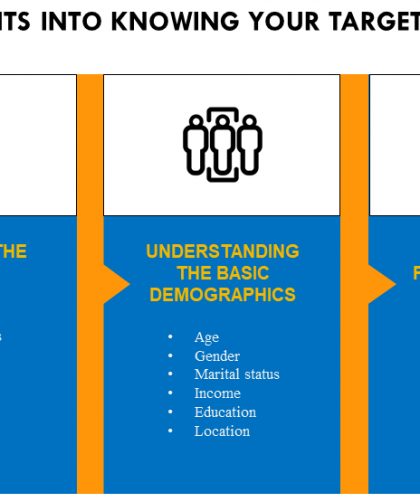 ITS INTO KNOWING YOUR TARGET
THE
UNDERSTANDING
THE BASIC
DEMOGRAPHICS
• Age
• Gender
• Marital status
• Income
• Education
• Location